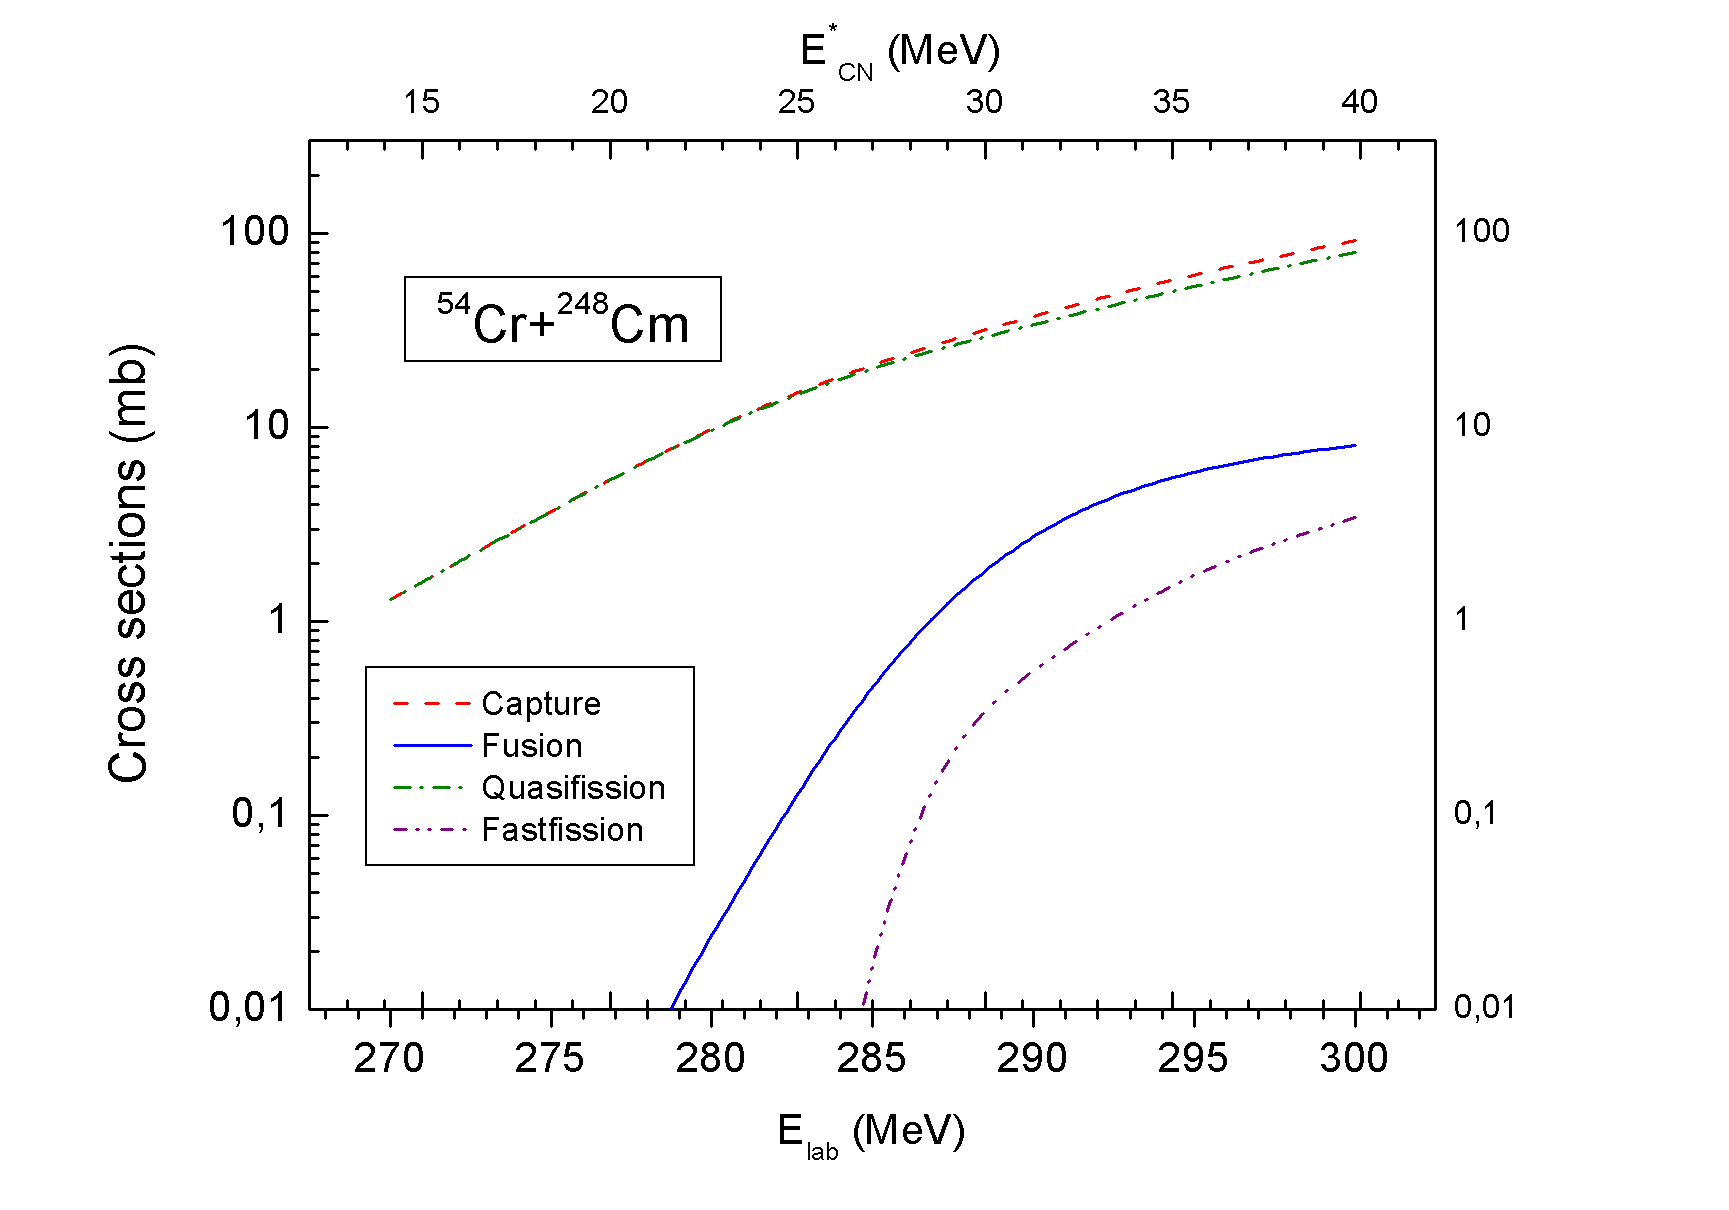 E*CN (MeV)
15 20 25 30 35 40
100 100
54Cr+248Cm
10 10
1 1
0,1 0,1
0,01 0,01
Cross sections (mb)
Capture
Fusion
Quasifission
Fastfission
270 275 280 285 290 295 300
Elab (MeV)